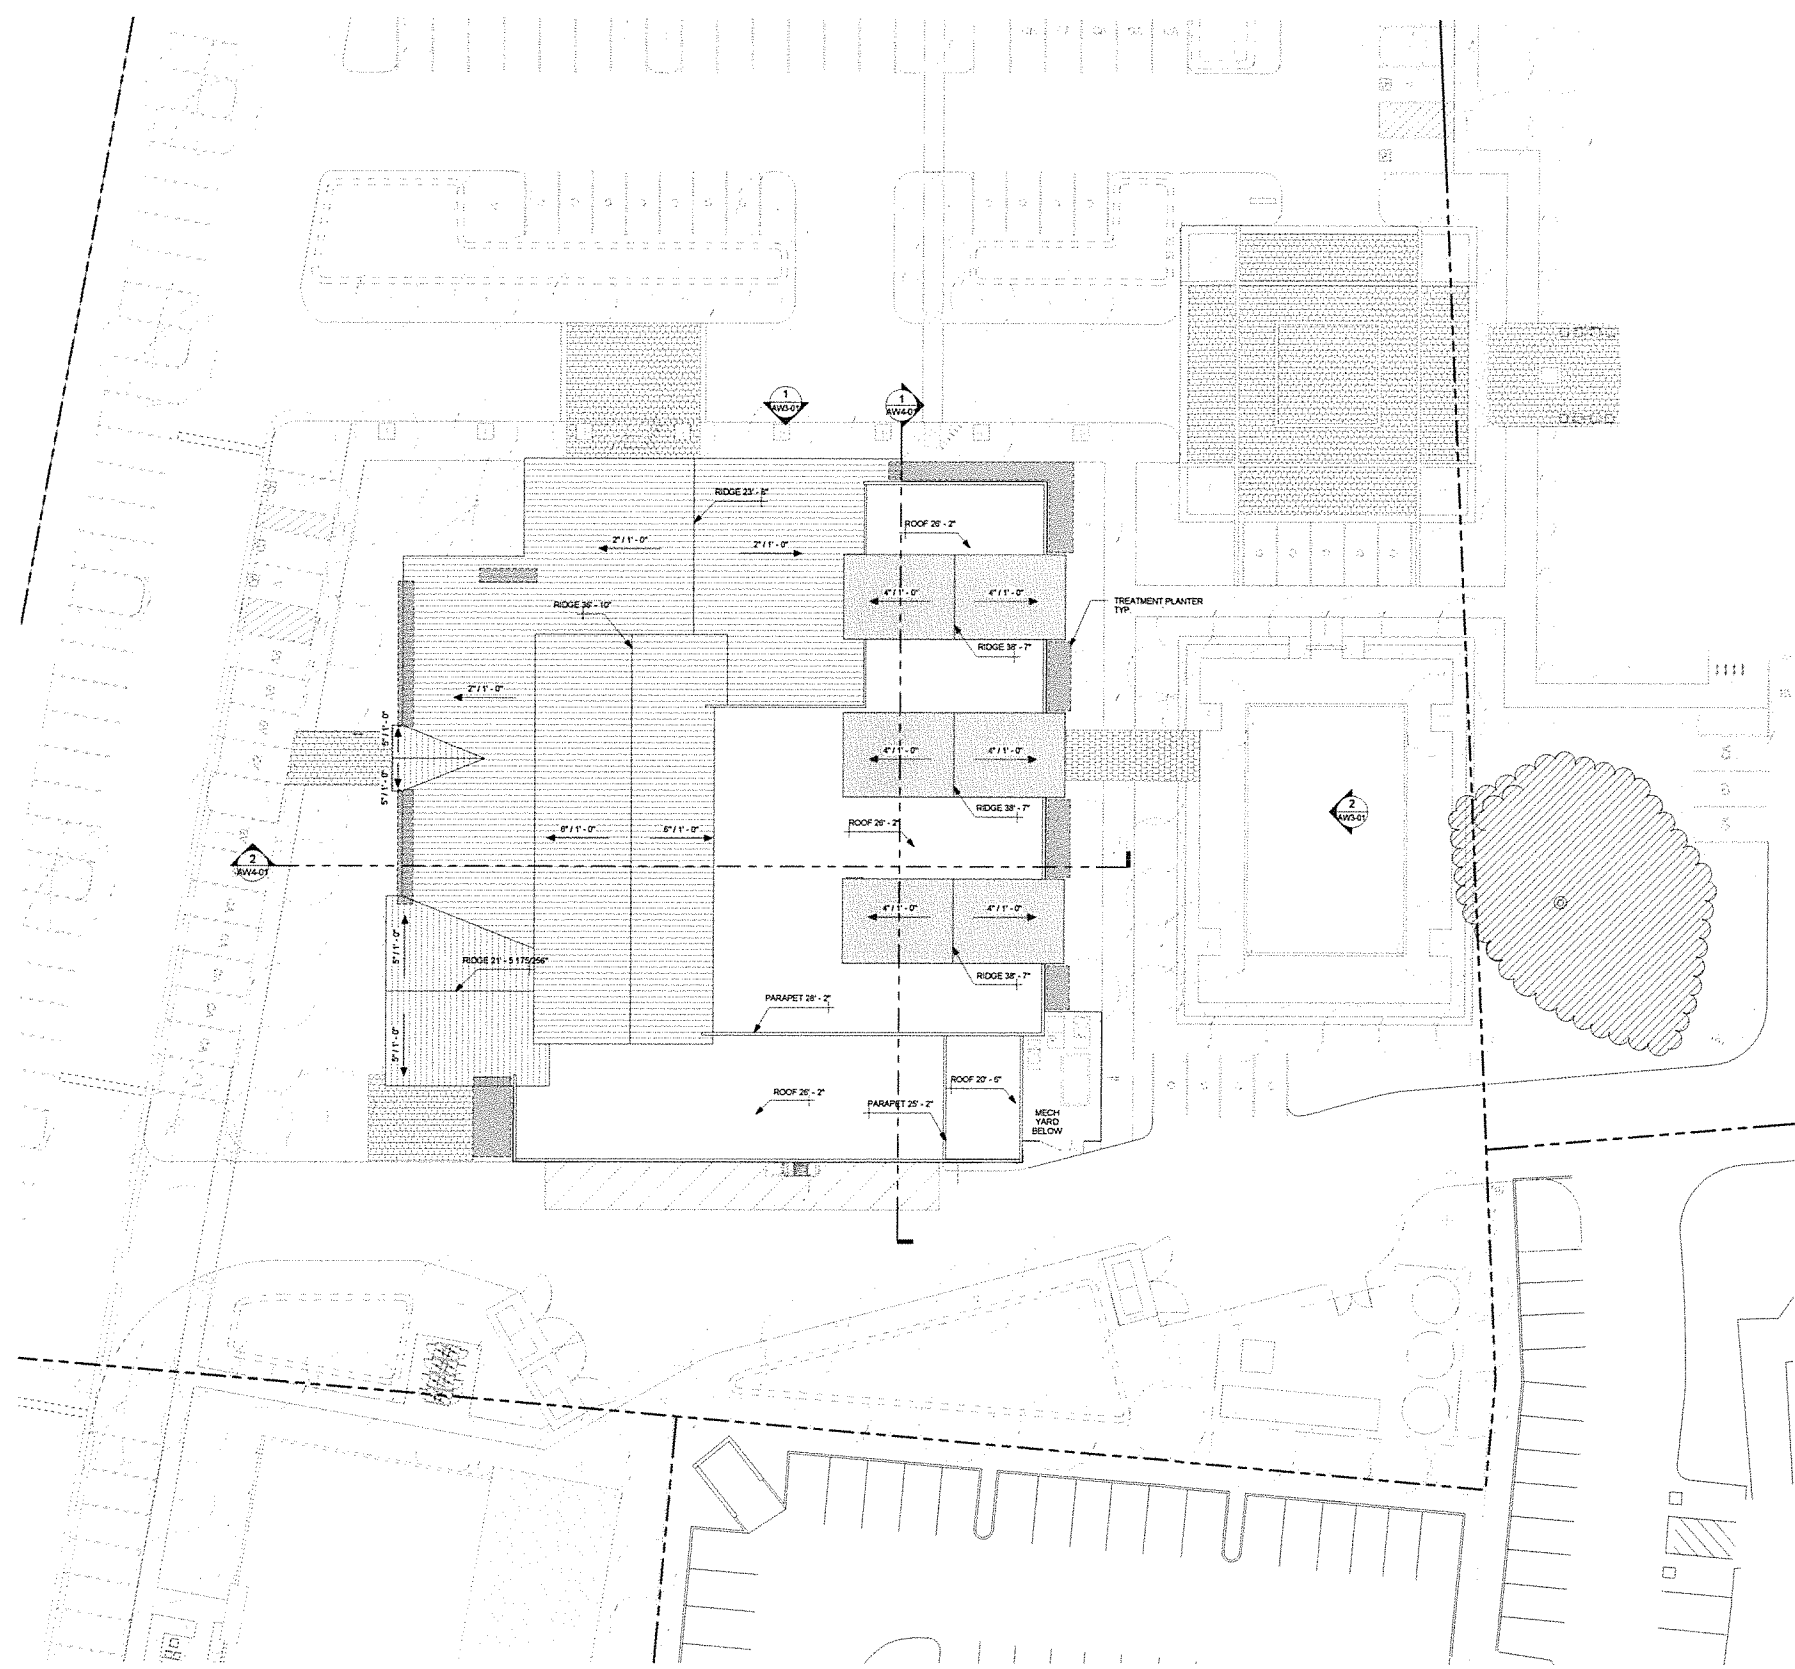 1
AW3-01
1
AW4-01
RIDGE 23' - 8"
ROOF 26' - 2"
2" / 1' - 0"
2" / 1' - 0"
4" / 1' - 0"
4" / 1' - 0"
TREATMENT PLANTER
TYP.
RIDGE 36' - 10"
RIDGE 38' - 7"
2" / 1' - 0"
5" / 1' - 0"
5" / 1' - 0"
4" / 1' - 0"
4" / 1' - 0"
RIDGE 38' - 7"
2
AW3-01
ROOF 26' - 2"
6" / 1' - 0"
6" / 1' - 0"
2
AW4-01
4" / 1' - 0"
4" / 1' - 0"
5" / 1' - 0"
RIDGE 21' - 5 175/256"
RIDGE 38' - 7"
PARAPET 28' - 2"
5" / 1' - 0"
ROOF 26' - 2"
ROOF 20' - 6"
PARAPET 25' - 2"
MECH
YARD
BELOW